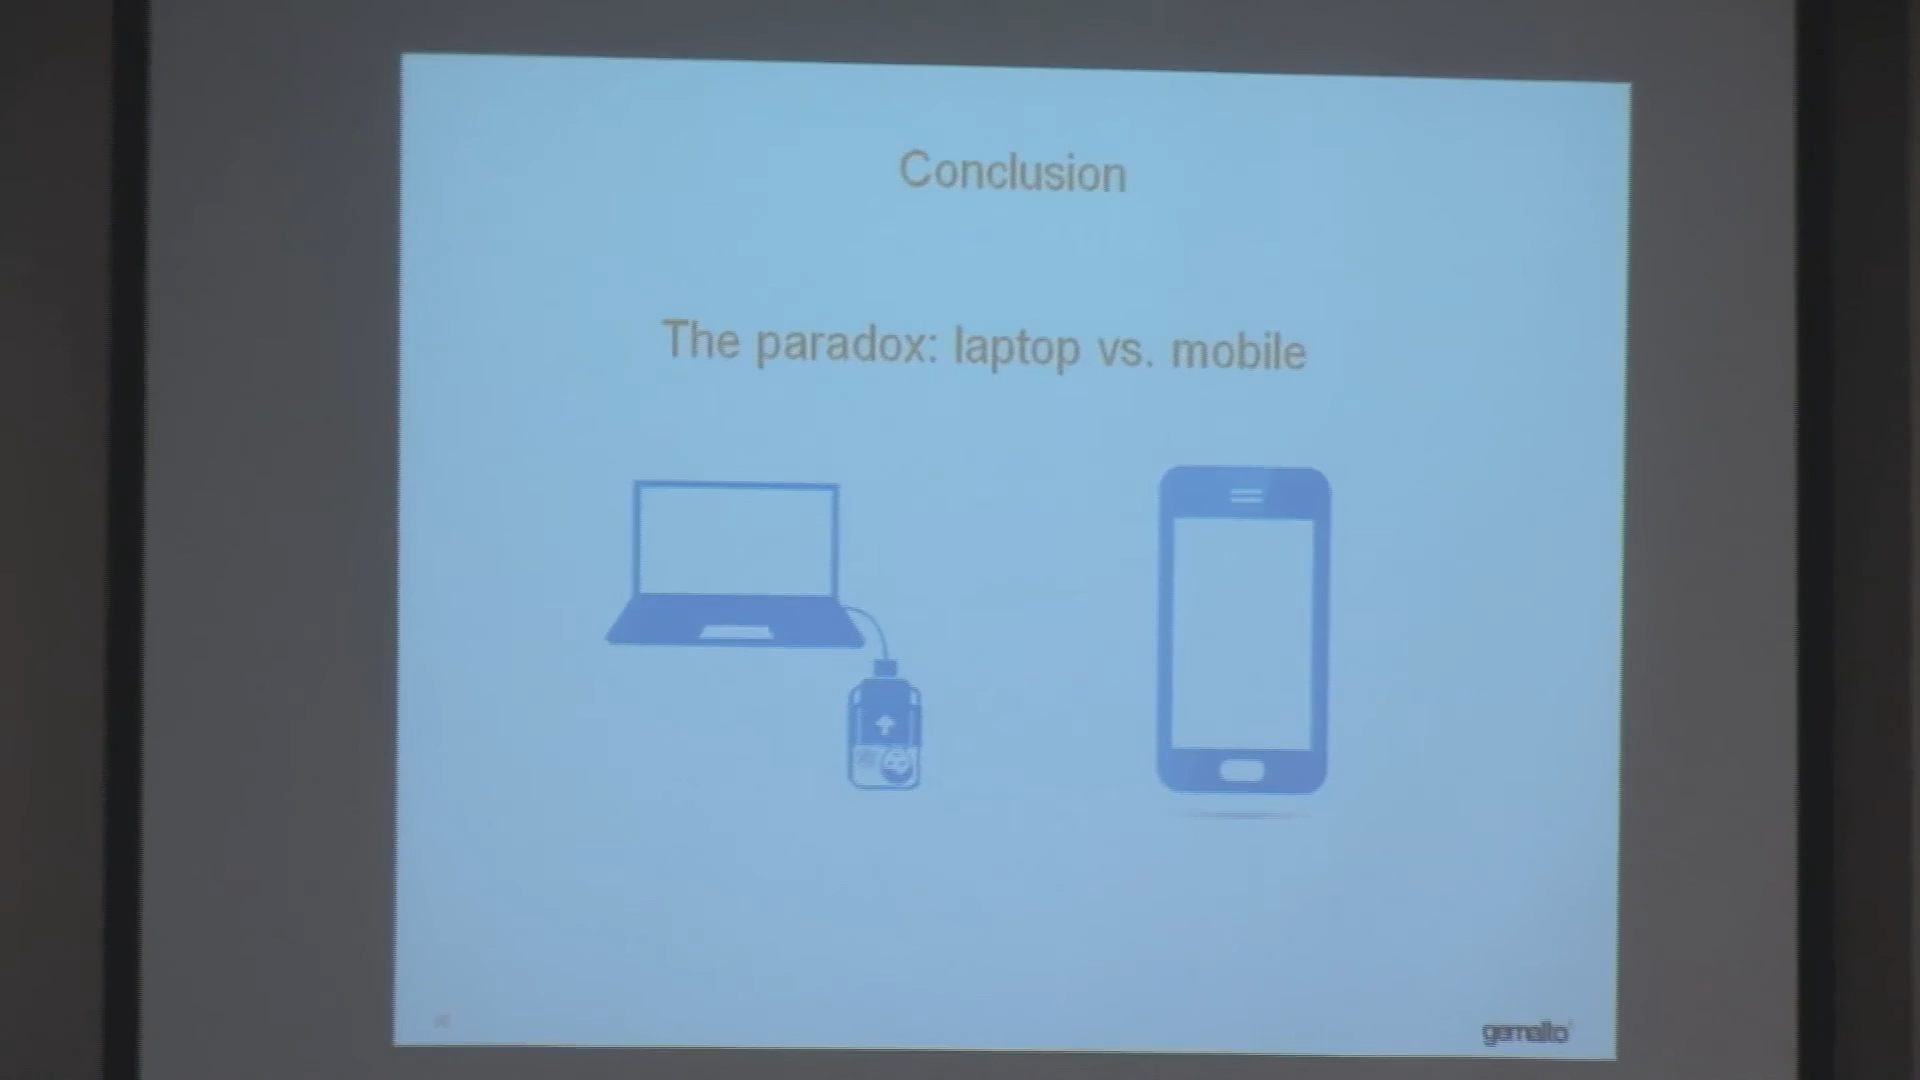 Conclusion
The paradox: laptop vs. mobile
gemalto